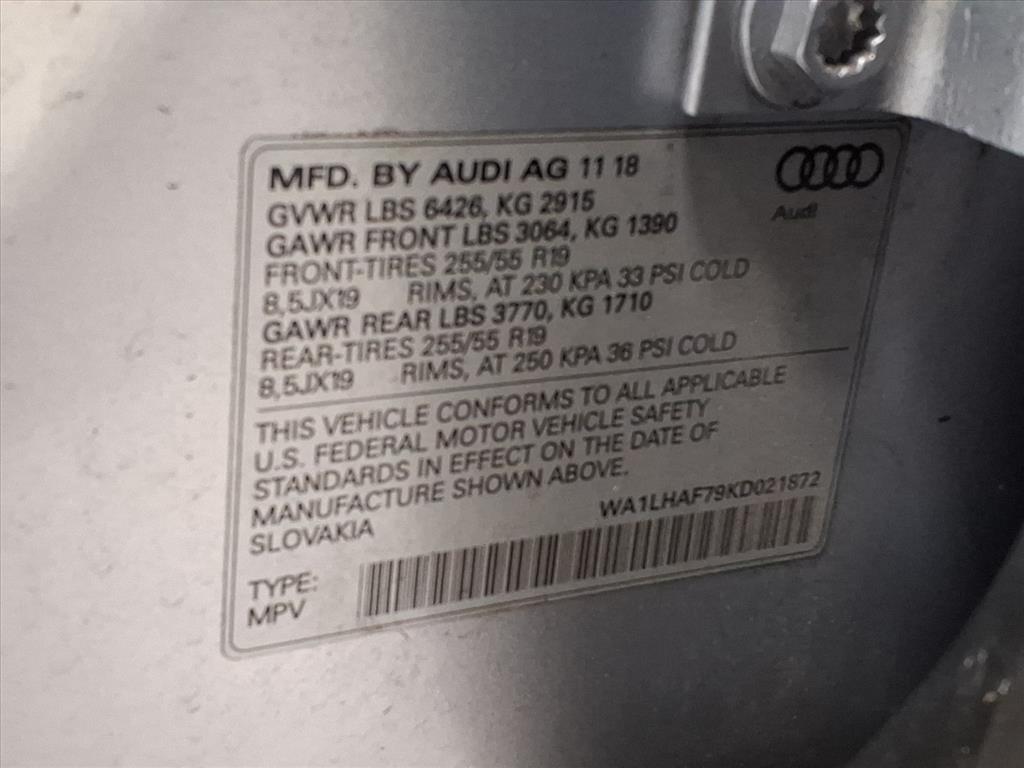 MFD. BY AUDI AG 11 18
Audi
GVWR LBS 6426, KG 2915
GAWR FRONT LBS 3064, KG 1390
FRONT-TIRES 255/55 R19
8,5JX19 RIMS, AT 230 KPA 33 PSI COLD
GAWR REAR LBS 3770, KG 1710
REAR-TIRES 255/55 R19
8,5JX19 RIMS, AT 250 KPA 36 PSI COLD
THIS VEHICLE CONFORMS TO ALL APPLICABLE
U.S. FEDERAL MOTOR VEHICLE SAFETY
STANDARDS IN EFFECT ON THE DATE OF
MANUFACTURE SHOWN ABOVE.
SLOVAKIA WA1LHAF79KD021872
TYPE:
MPV